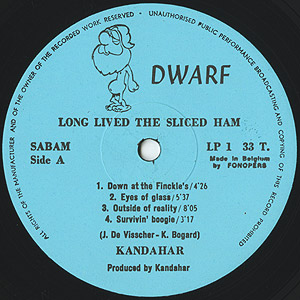 ALL RIGHTS OF THE MANUFACTURER AND OF THE OWNER OF THE RECORDED WORK RESERVED • UNAUTHORISED PUBLIC PERFORMANCE BROADCASTING AND COPYING OF THIS RECORD PROHIBITED
DWARF
LONG LIVED THE SLICED HAM
SABAM LP 1 33 T.
Side A Made in Belgium
by FONOPERS
1. Down at the Finckle's/4'26
2. Eyes of glass/5'37
3. Outside of reality/8'05
4. Survivin' boogie/3'17
(J. De Visscher - K. Bogard)
KANDAHAR
Produced by Kandahar